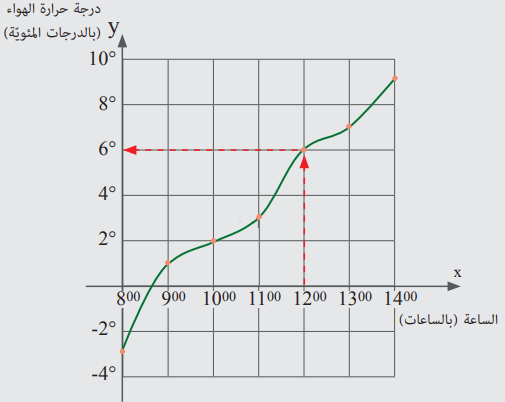 درجة حرارة الهواء
(بالدرجات المئويّة) y
10°
8°
6°
4°
2°
x
8⁰⁰ 9⁰⁰ 10⁰⁰ 11⁰⁰ 12⁰⁰ 13⁰⁰ 14⁰⁰
الساعة (بالساعات)
-2°
-4°